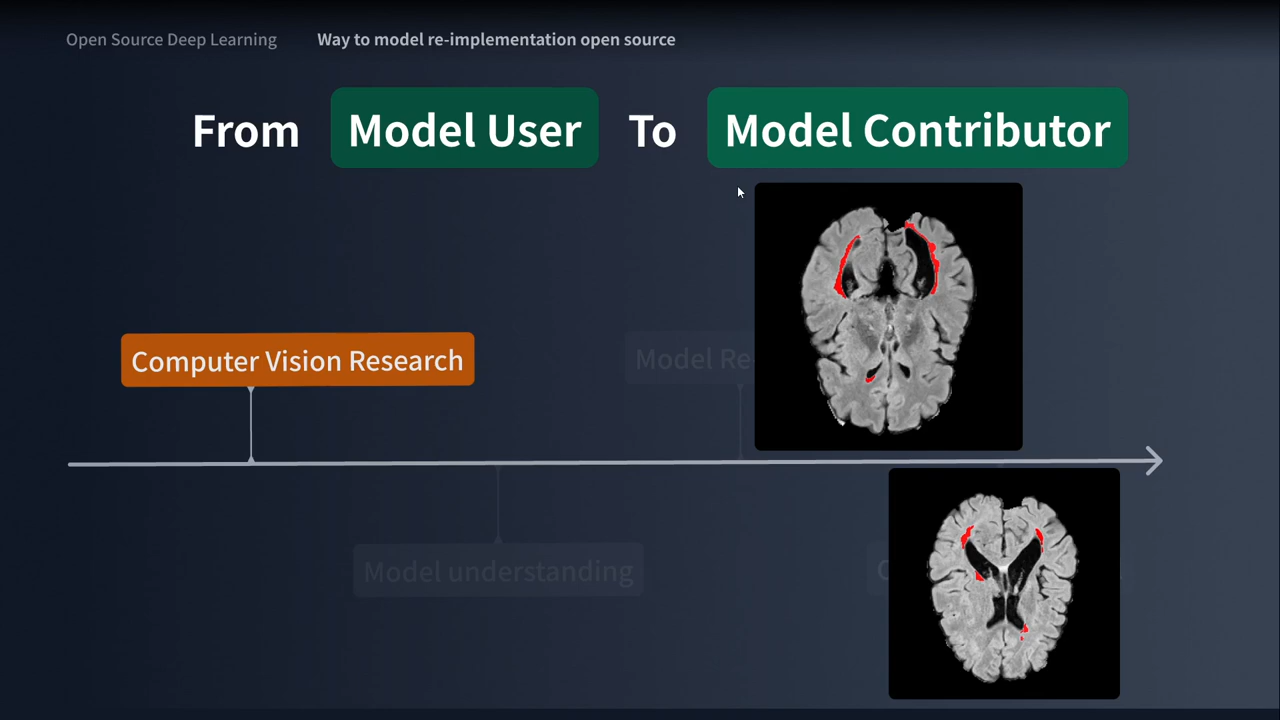 Open Source Deep Learning Way to model re-implementation open source
From Model User To Model Contributor
Computer Vision Research
Model
Model understanding